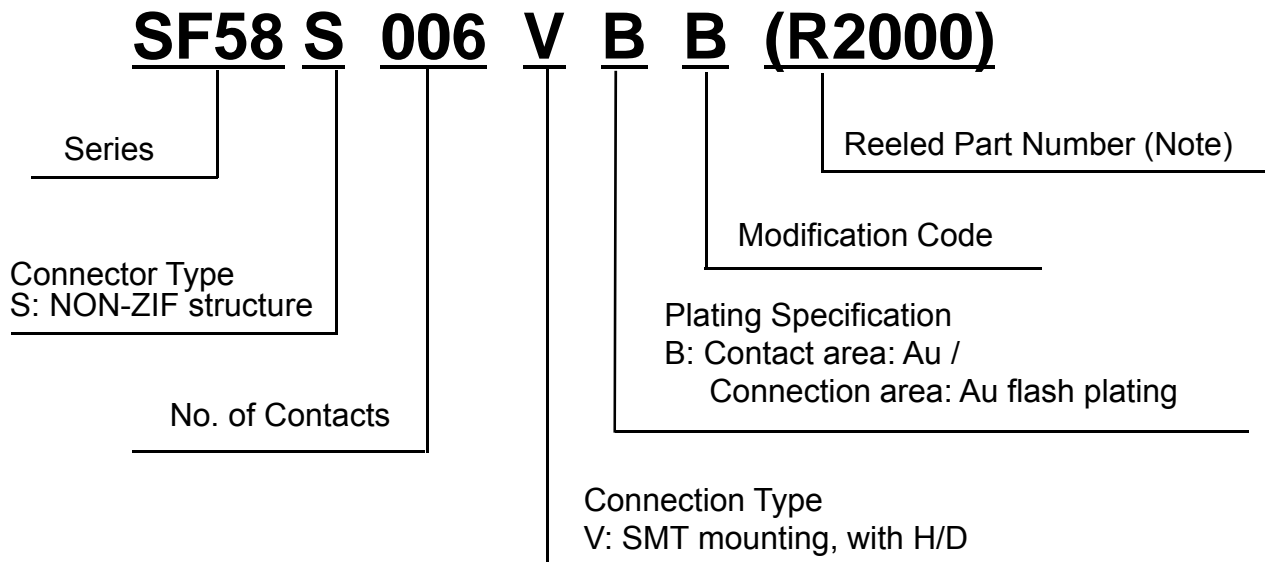 SF58 S 006 V B B (R2000)
Series
Reeled Part Number (Note)
Modification Code
Connector Type
S: NON-ZIF structure
Plating Specification
B: Contact area: Au /
Connection area: Au flash plating
No. of Contacts
Connection Type
V: SMT mounting, with H/D